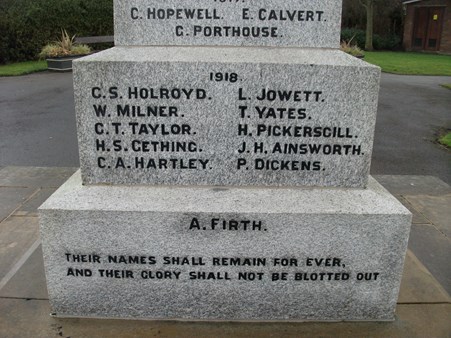 C. HOPEWELL. E. CALVERT.
G. PORTHOUSE.
1918.
C. S. HOLROYD. L. JOWETT.
W. MILNER. T. YATES.
C. T. TAYLOR. H. PICKERSGILL.
H. S. GETHING. J. H. AINSWORTH.
C. A. HARTLEY. P. DICKENS.
A. FIRTH.
THEIR NAMES SHALL REMAIN FOR EVER,
AND THEIR GLORY SHALL NOT BE BLOTTED OUT